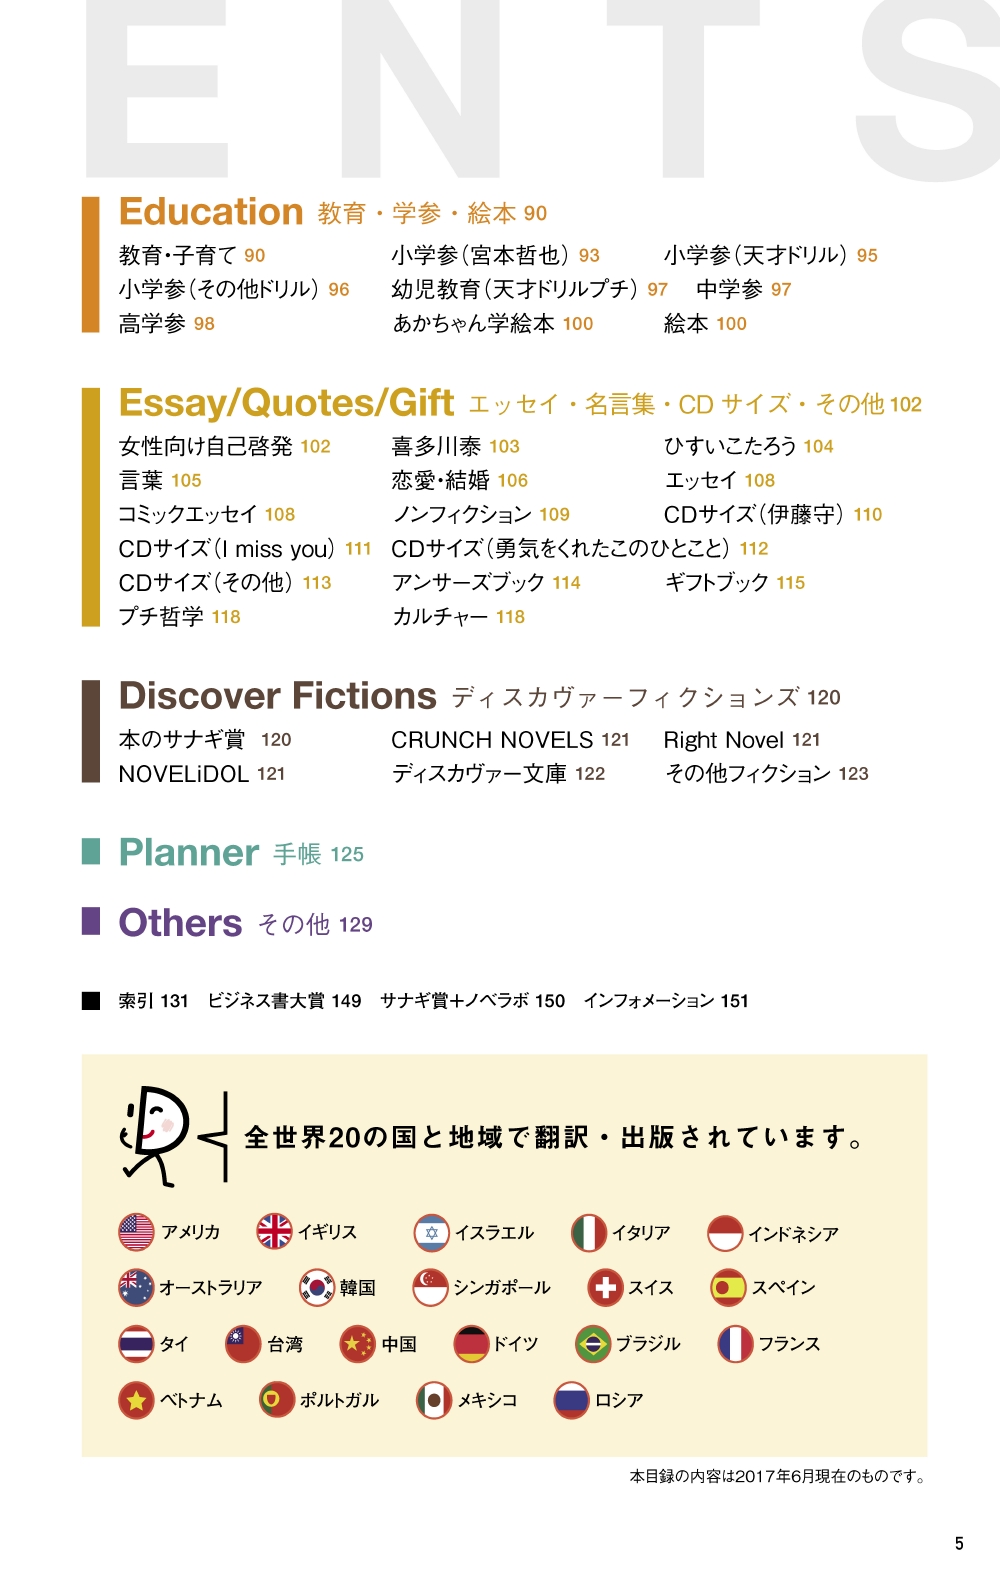 ENTS
Education 教育・学参・絵本 90
教育・子育て 90 小学参（宮本哲也） 93 小学参（天才ドリル） 95
小学参（その他ドリル） 96 幼児教育（天才ドリルプチ） 97 中学参 97
高学参 98 あかちゃん学絵本 100 絵本 100
Essay/Quotes/Gift エッセイ・名言集・CDサイズ・その他 102
女性向け自己啓発 102 喜多川泰 103 ひすいこたろう 104
言葉 105 恋愛・結婚 106 エッセイ 108
コミックエッセイ 108 ノンフィクション 109 CDサイズ（伊藤守） 110
CDサイズ（I miss you） 111 CDサイズ（勇気をくれたこのひとこと） 112
CDサイズ（その他） 113 アンサーズブック 114 ギフトブック 115
プチ哲学 118 カルチャー 118
Discover Fictions ディスカヴァーフィクションズ 120
本のサナギ賞 120 CRUNCH NOVELS 121 Right Novel 121
NOVELiDOL 121 ディスカヴァー文庫 122 その他フィクション 123
Planner 手帳 125
Others その他 129
索引 131 ビジネス書大賞 149 サナギ賞＋ノベラボ 150 インフォメーション 151
全世界20の国と地域で翻訳・出版されています。
アメリカ イギリス イスラエル イタリア インドネシア
オーストラリア 韓国 シンガポール スイス スペイン
タイ 台湾 中国 ドイツ ブラジル フランス
ベトナム ポルトガル メキシコ ロシア
本目録の内容は2017年6月現在のものです。
5